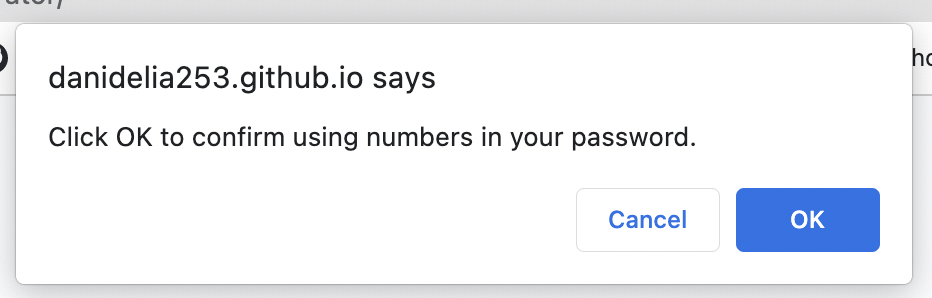 danidelia253.github.io says
Click OK to confirm using numbers in your password.
Cancel
OK